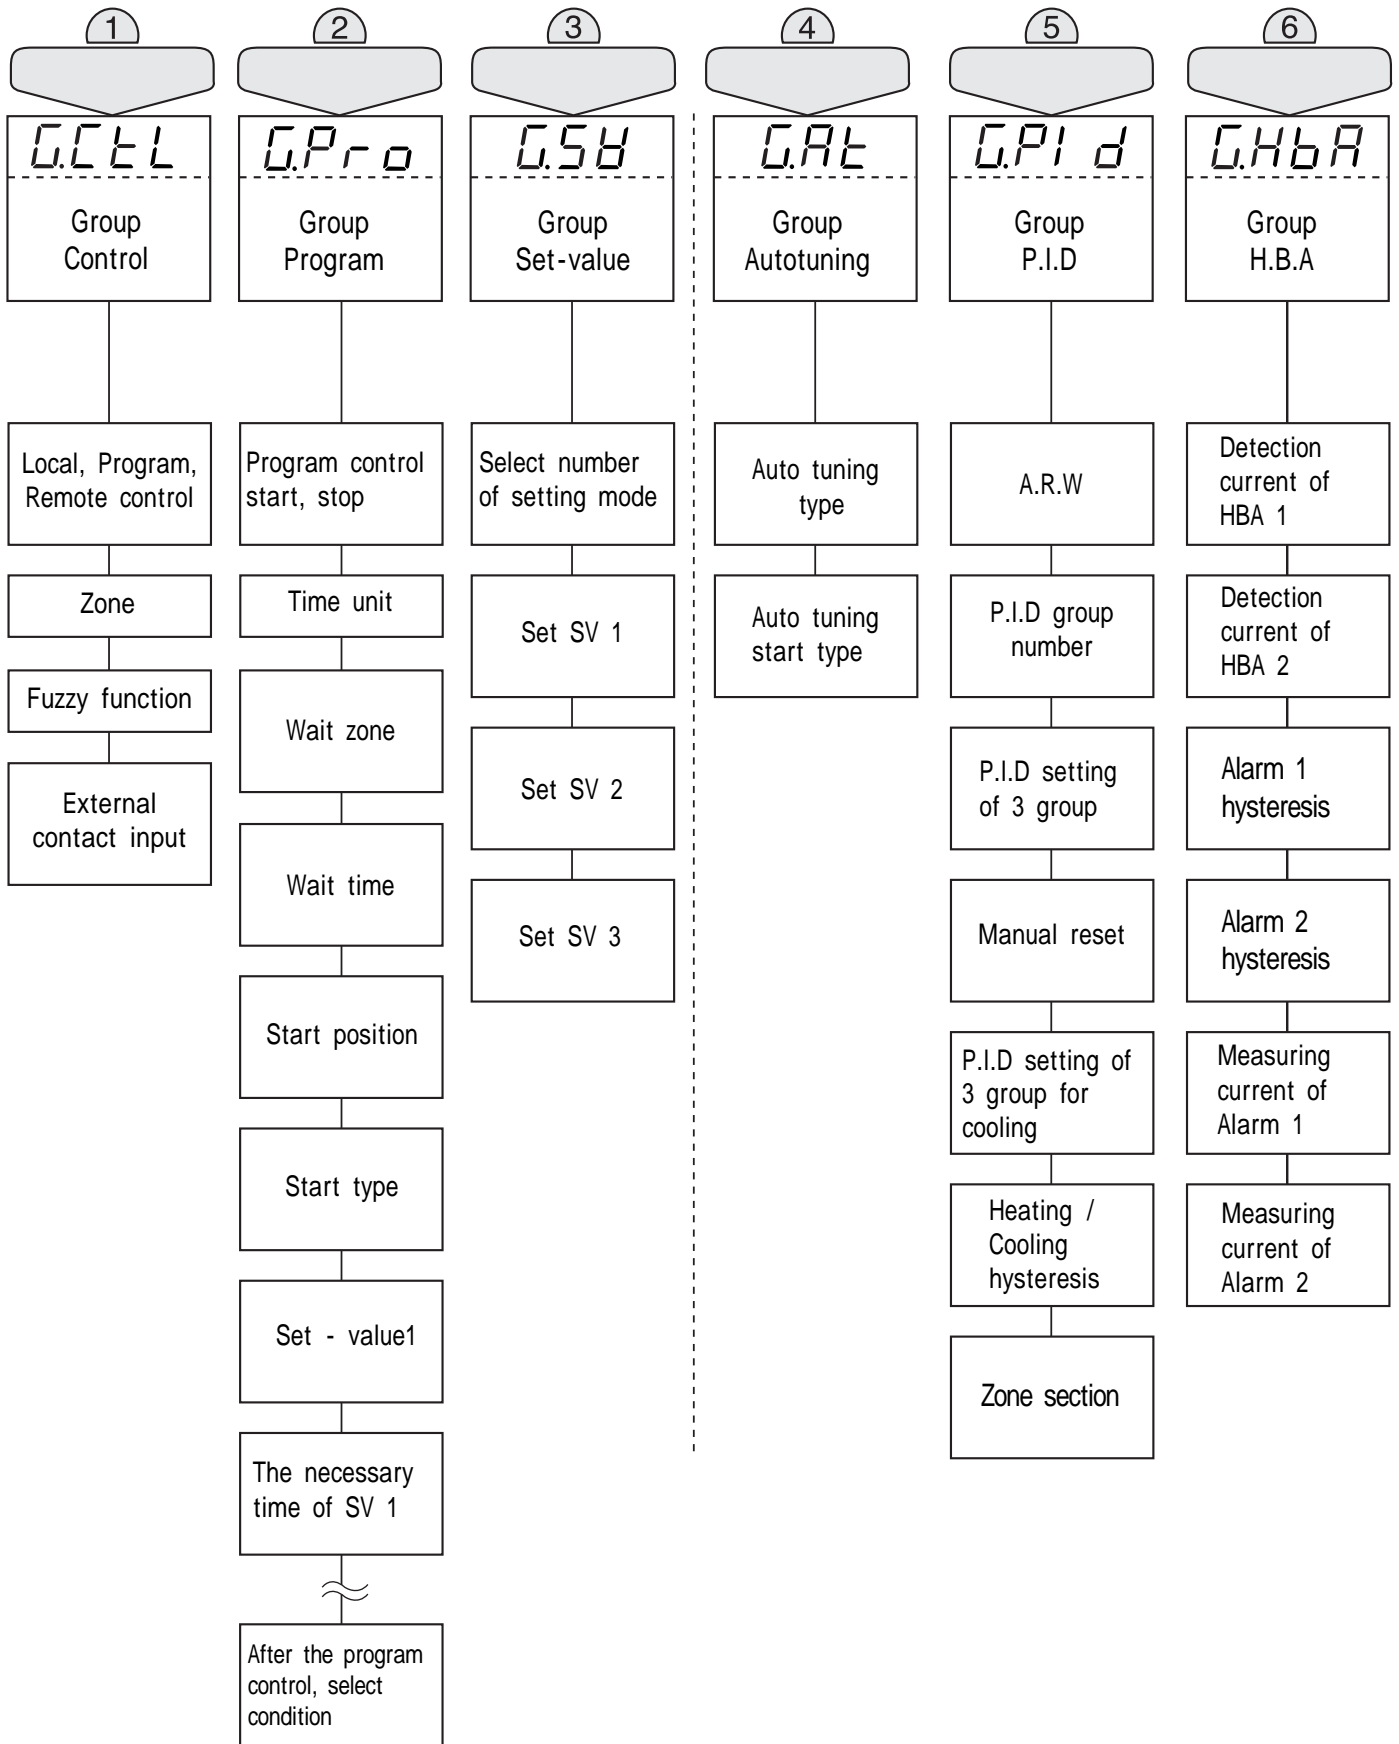 1
G.CtL
Group
Control
Local, Program,
Remote control
Zone
Fuzzy function
External
contact input
2
G.Pro
Group
Program
Program control
start, stop
Time unit
Wait zone
Wait time
Start position
Start type
Set - value1
The necessary
time of SV 1
After the program
control, select
condition
3
G.SV
Group
Set-value
Select number
of setting mode
Set SV 1
Set SV 2
Set SV 3
4
G.At
Group
Autotuning
Auto tuning
type
Auto tuning
start type
5
G.PId
Group
P.I.D
A.R.W
P.I.D group
number
P.I.D setting
of 3 group
Manual reset
P.I.D setting of
3 group for
cooling
Heating /
Cooling
hysteresis
Zone section
6
G.HbA
Group
H.B.A
Detection
current of
HBA 1
Detection
current of
HBA 2
Alarm 1
hysteresis
Alarm 2
hysteresis
Measuring
current of
Alarm 1
Measuring
current of
Alarm 2